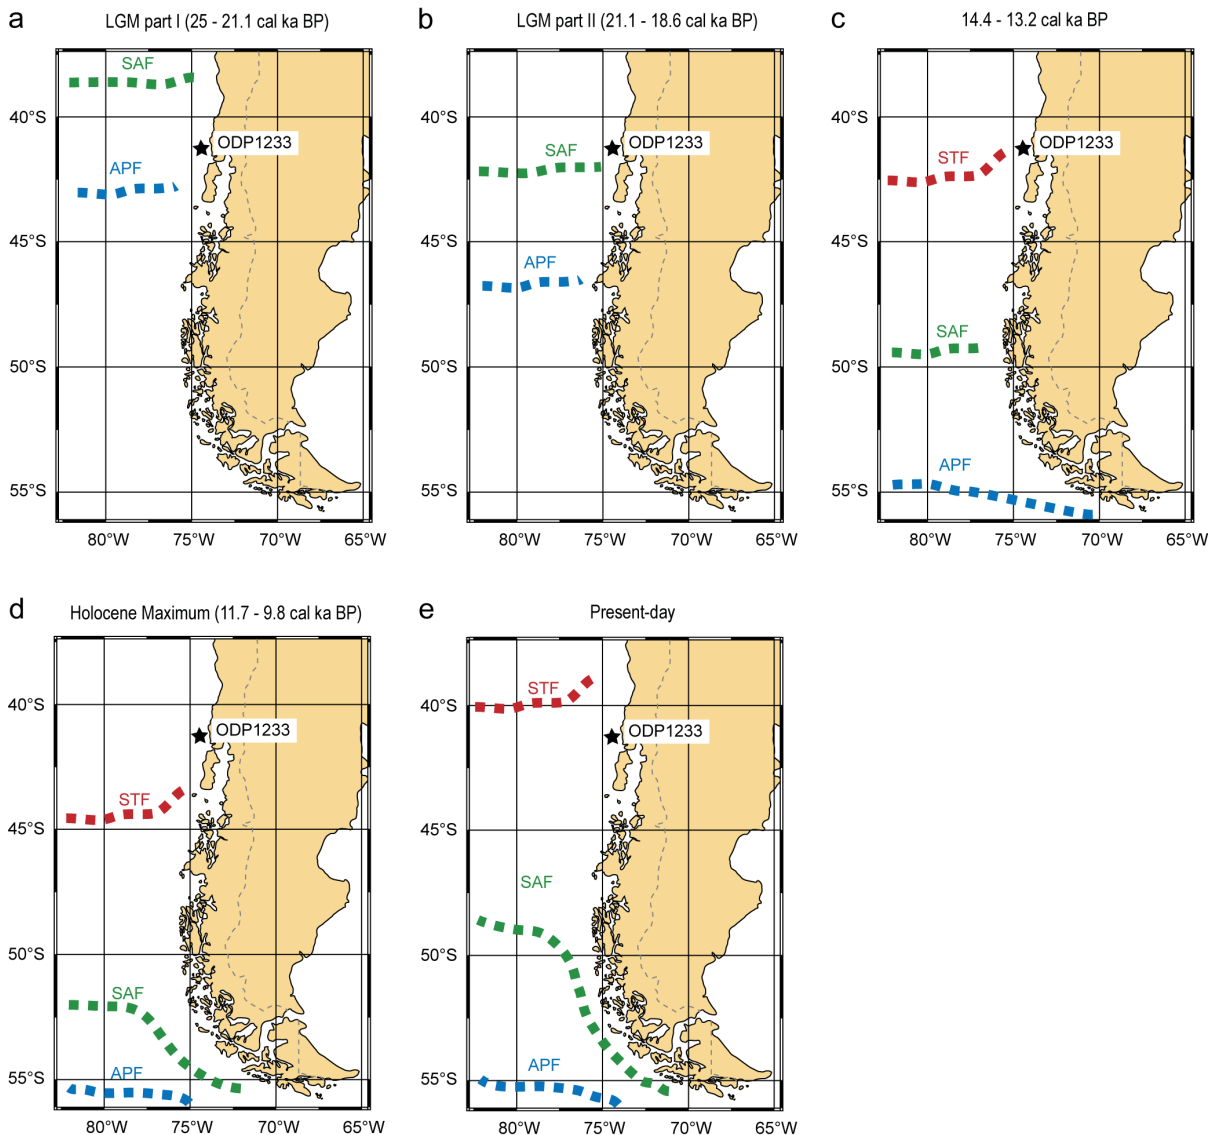 a
LGM part I (25 - 21.1 cal ka BP)
SAF
40°S
ODP1233
APF
45°S
50°S
55°S
80°W 75°W 70°W 65°W
b
LGM part II (21.1 - 18.6 cal ka BP)
40°S
ODP1233
SAF
45°S
APF
50°S
55°S
80°W 75°W 70°W 65°W
c
14.4 - 13.2 cal ka BP
40°S
ODP1233
STF
45°S
SAF
50°S
APF
55°S
80°W 75°W 70°W 65°W
d
Holocene Maximum (11.7 - 9.8 cal ka BP)
40°S
ODP1233
STF
45°S
50°S
SAF
APF
55°S
80°W 75°W 70°W 65°W
e
Present-day
STF
40°S
ODP1233
45°S
SAF
50°S
APF
55°S
80°W 75°W 70°W 65°W